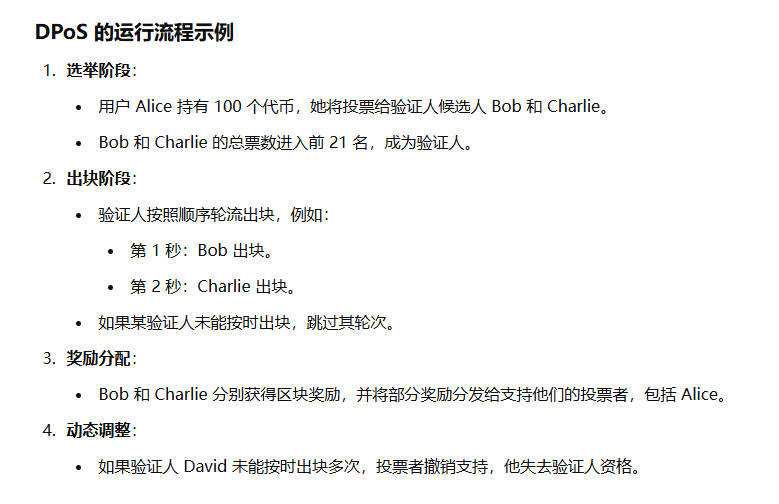 DPoS 的运行流程示例
1. 选举阶段：
• 用户 Alice 持有 100 个代币，她将投票给验证人候选人 Bob 和 Charlie。
• Bob 和 Charlie 的总票数进入前 21 名，成为验证人。
2. 出块阶段：
• 验证人按照顺序轮流出块，例如：
• 第 1 秒：Bob 出块。
• 第 2 秒：Charlie 出块。
• 如果某验证人未能按时出块，跳过其轮次。
3. 奖励分配：
• Bob 和 Charlie 分别获得区块奖励，并将部分奖励分发给支持他们的投票者，包括 Alice。
4. 动态调整：
• 如果验证人 David 未能按时出块多次，投票者撤销支持，他失去验证人资格。